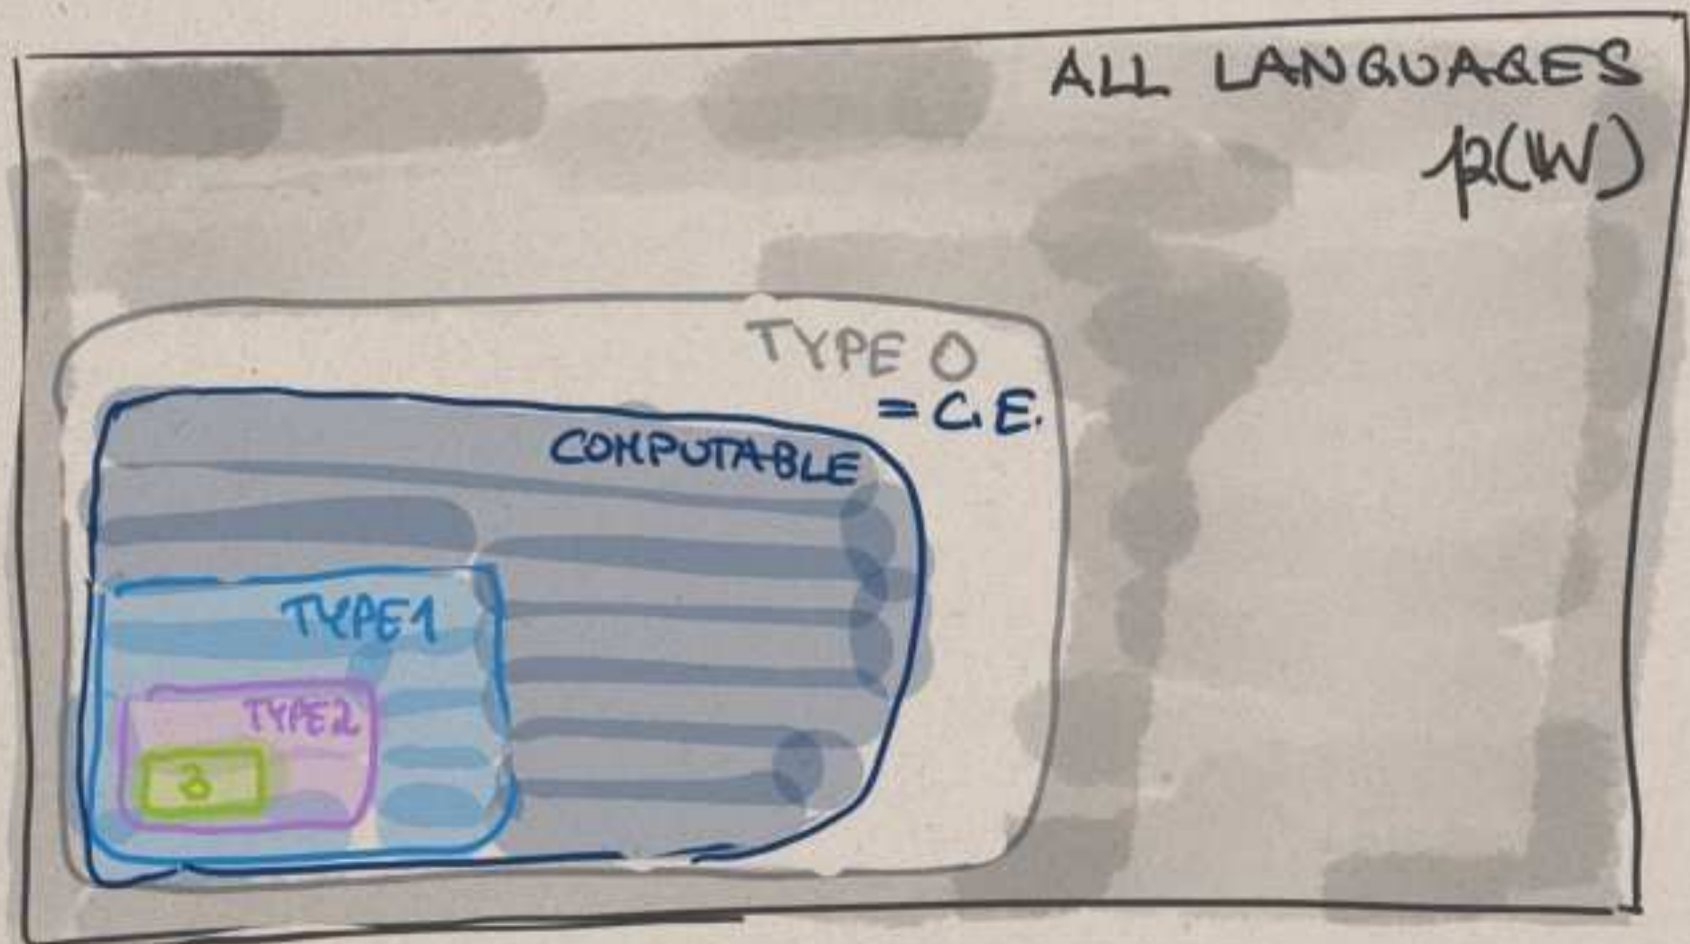 ALL LANGUAGES
p(W)
TYPE 0
= C.E.
COMPUTABLE
TYPE1
TYPE2
3